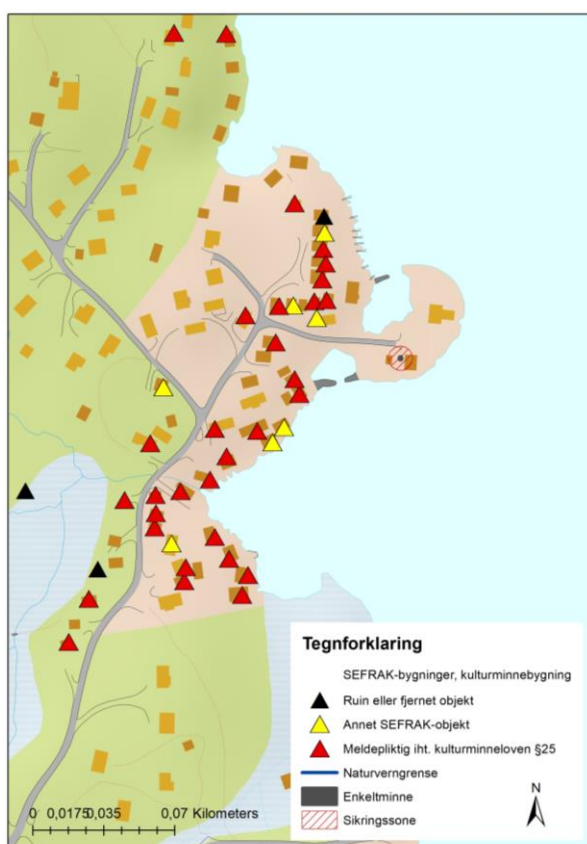 Tegnforklaring
SEFRAK-bygninger, kulturminnebygning
Ruin eller fjernet objekt
Annet SEFRAK-objekt
Meldepliktig iht. kulturminneloven §25
Naturverngrense
Enkeltminne
Sikringssone
N
0 0,0175 0,035 0,07 Kilometers